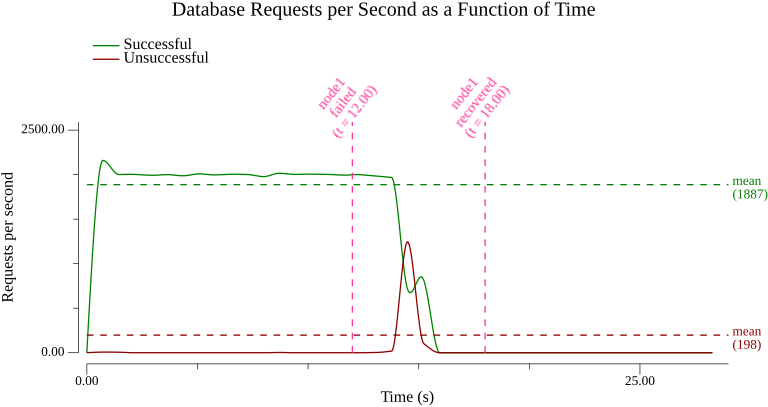 Database Requests per Second as a Function of Time
Successful
Unsuccessful
node1
failed
(t = 12.00)
node1
recovered
(t = 18.00)
2500.00
0.00
Requests per second
mean
(1887)
mean
(198)
0.00
25.00
Time (s)